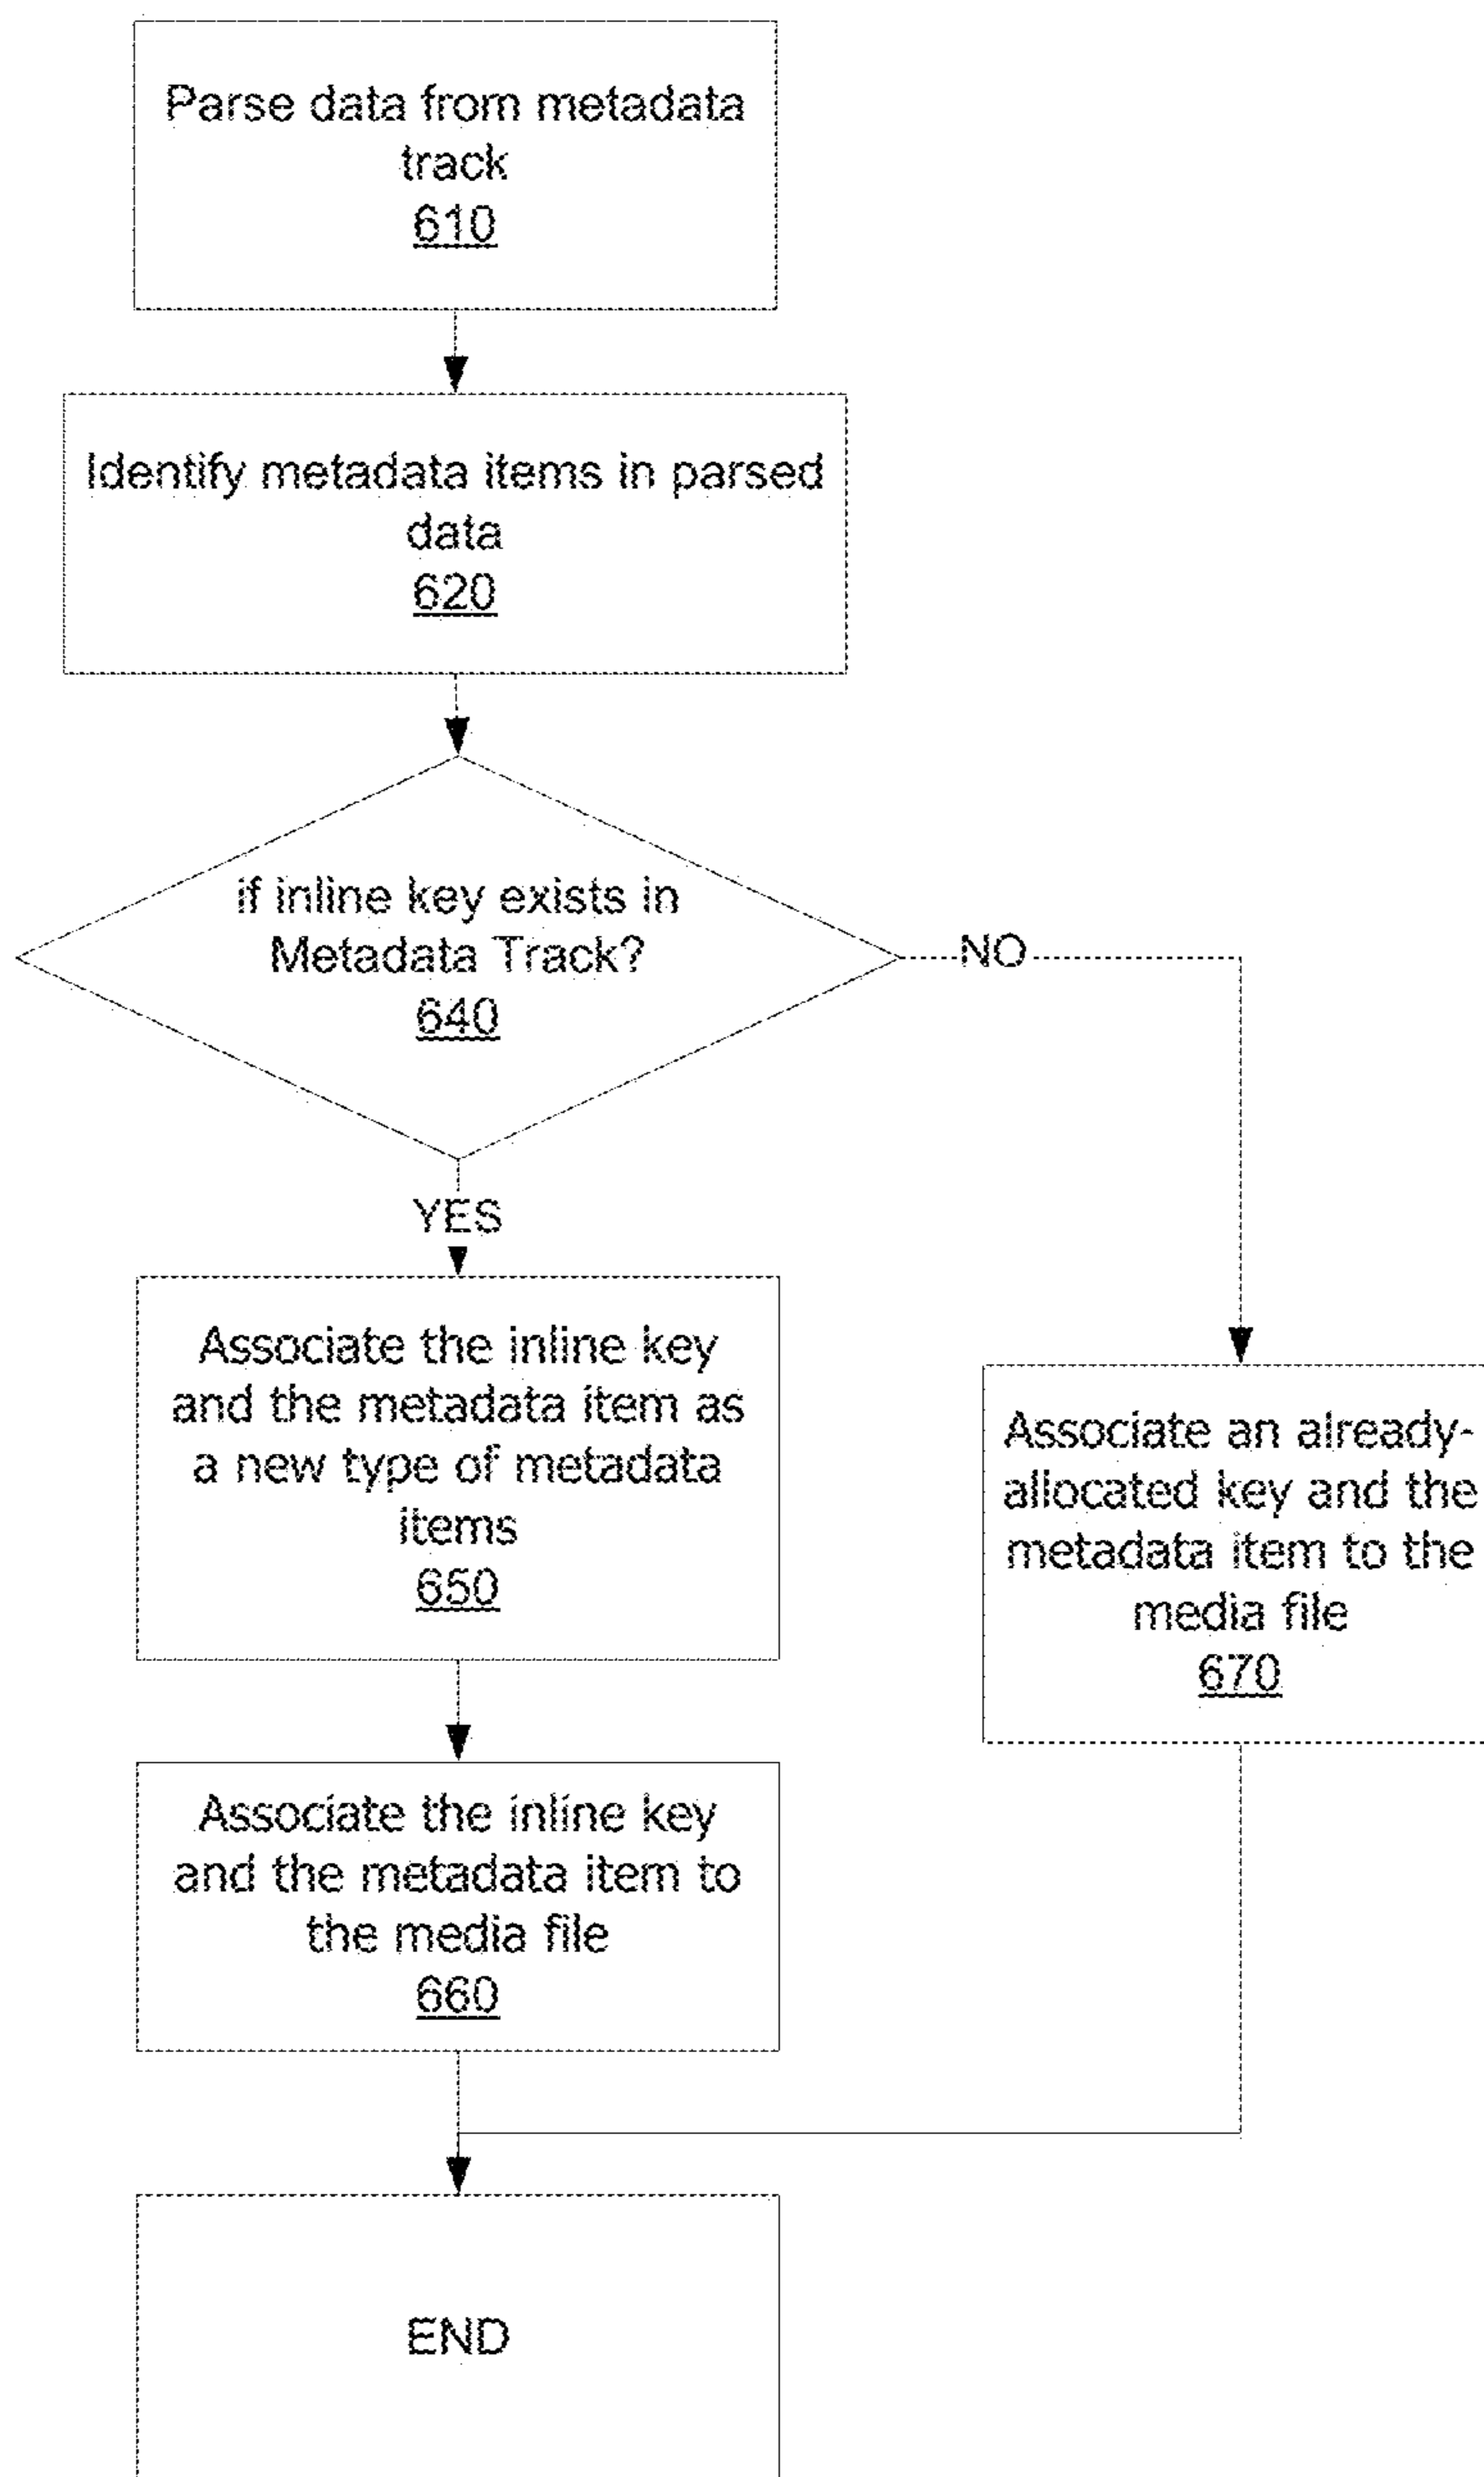 Parse data from metadata
track
610
Identify metadata items in parsed
data
620
if inline key exists in
Metadata Track?
640
NO
YES
Associate the inline key
and the metadata item as
a new type of metadata
items
650
Associate an already-
allocated key and the
metadata item to the
media file
670
Associate the inline key
and the metadata item to
the media file
660
END